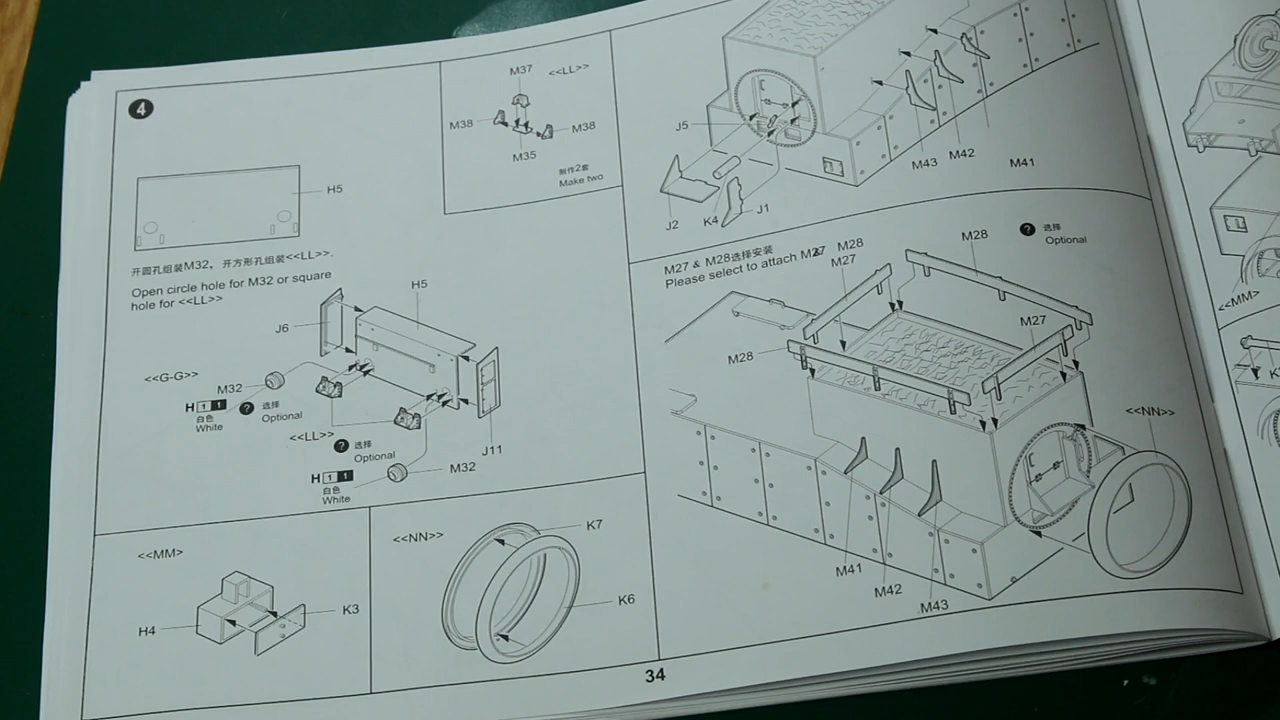 4
M37
<<LL>>
M38
M38
M35
制作2套
Make two
H5
开圆孔组装M32，开方形孔组装<<LL>>.
Open circle hole for M32 or square
hole for <<LL>>
H5
J6
<<G-G>>
M32
H 1 1
白色
White
? 选择
Optional
<<LL>>
? 选择
Optional
J11
M32
H 1 1
白色
White
<<MM>>
H4
K3
<<NN>>
K7
K6
J5
J2
K4
J1
M43
M42
M41
M27 & M28选择安装
Please select to attach M27 & M28
M27
M28
? 选择
Optional
M28
M27
<<NN>>
M41
M42
M43
34
<<MM>>